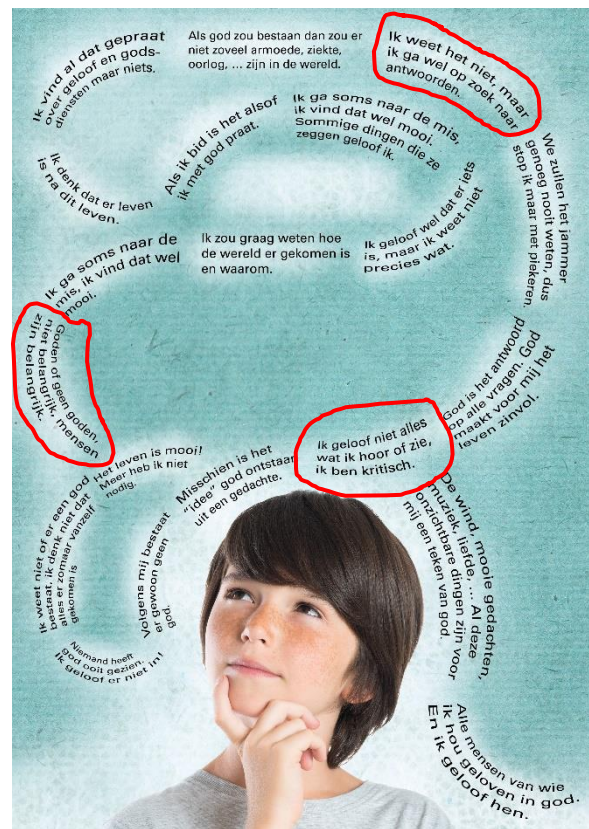 Ik vind al dat gepraat
over geloof en gods-
diensten maar niets.
Als god zou bestaan dan zou er
niet zoveel armoede, ziekte,
oorlog, ... zijn in de wereld.
Ik weet het niet, maar
ik ga wel op zoek naar
antwoorden.
Ik denk dat er leven
is na dit leven.
Als ik bid is het alsof
ik met god praat.
Ik ga soms naar de mis,
ik vind dat wel mooi.
Sommige dingen die ze
zeggen geloof ik.
We zullen het jammer
genoeg nooit weten, dus
stop ik maar met piekeren.
Ik ga soms naar de
mis, ik vind dat wel
mooi.
Ik zou graag weten hoe
de wereld er gekomen is
en waarom.
Ik geloof wel dat er iets
is, maar ik weet niet
precies wat.
Goden of geen goden,
niet belangrijk, mensen
zijn belangrijk.
God is het antwoord
op alle vragen. God
maakt voor mij het
leven zinvol.
Het leven is mooi!
Meer heb ik niet
nodig.
Misschien is het
"idee" god ontstaan
uit een gedachte.
Ik geloof niet alles
wat ik hoor of zie,
ik ben kritisch.
Ik weet niet of er een god
bestaat, ik denk niet dat
alles er zomaar vanzelf
gekomen is
Volgens mij bestaat
er gewoon geen
god.
De wind, mooie gedachten,
muziek, liefde, ... Al deze
onzichtbare dingen zijn voor
mij een teken van god.
Niemand heeft
god ooit gezien,
ik geloof er niet in!
Alle mensen van wie
ik hou geloven in god.
En ik geloof hen.